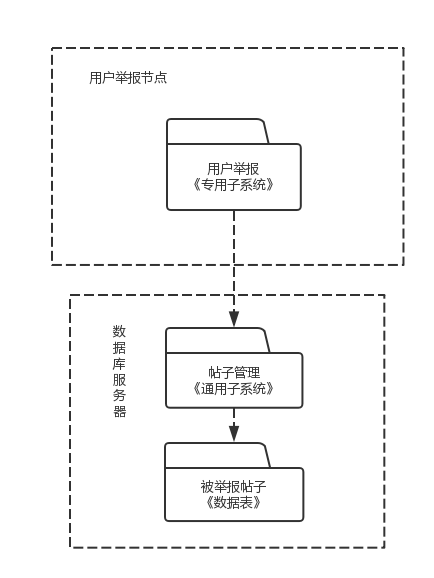 用户举报节点
用户举报
《专用子系统》
数
据
库
服
务
器
帖子管理
《通用子系统》
被举报帖子
《数据表》